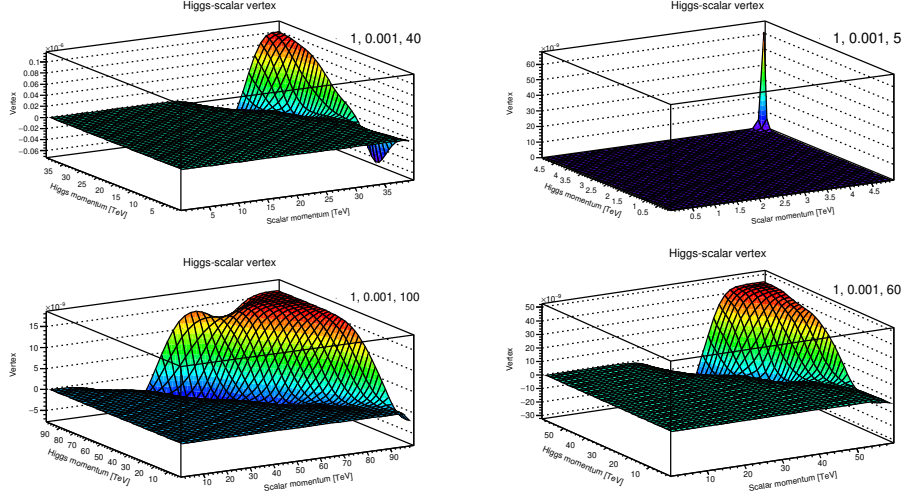 Higgs-scalar vertex
1, 0.001, 40
×10⁻⁶
Vertex
0.1
0.08
0.06
0.04
0.02
0
−0.02
−0.04
−0.06
35 30 25 20 15 10 5
Higgs momentum [TeV]
5 10 15 20 25 30 35
Scalar momentum [TeV]
Higgs-scalar vertex
1, 0.001, 5
Vertex
60
50
40
30
20
10
0
4.5 4 3.5 3 2.5 2 1.5 1 0.5
Higgs momentum [TeV]
0.5 1 1.5 2 2.5 3 3.5 4 4.5
Scalar momentum [TeV]
Higgs-scalar vertex
1, 0.001, 100
×10⁻⁹
Vertex
15
10
5
0
−5
90 80 70 60 50 40 30 20 10
Higgs momentum [TeV]
10 20 30 40 50 60 70 80 90
Scalar momentum [TeV]
Higgs-scalar vertex
1, 0.001, 60
×10⁻⁹
Vertex
50
40
30
20
10
0
−10
−20
−30
50 40 30 20 10
Higgs momentum [TeV]
10 20 30 40 50
Scalar momentum [TeV]